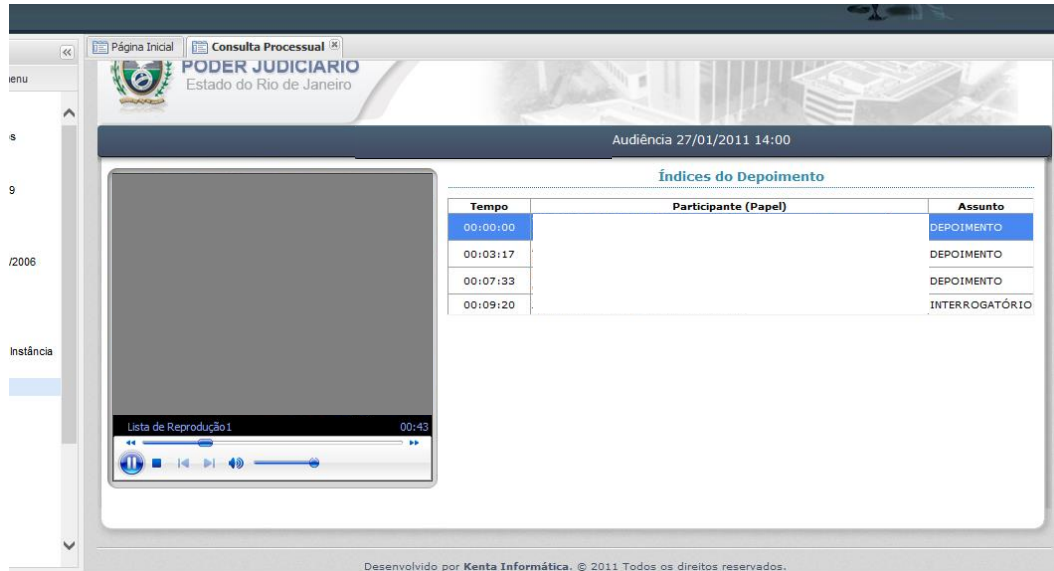 Página Inicial
Consulta Processual
enu
PODER JUDICIÁRIO
Estado do Rio de Janeiro
s
Audiência 27/01/2011 14:00
Índices do Depoimento
9
Tempo Participante (Papel) Assunto
00:00:00 DEPOIMENTO
00:03:17 DEPOIMENTO
/2006
00:07:33 DEPOIMENTO
00:09:20 INTERROGATÓRIO
Instância
Lista de Reprodução1 00:43
Desenvolvido por Kenta Informática. © 2011 Todos os direitos reservados.